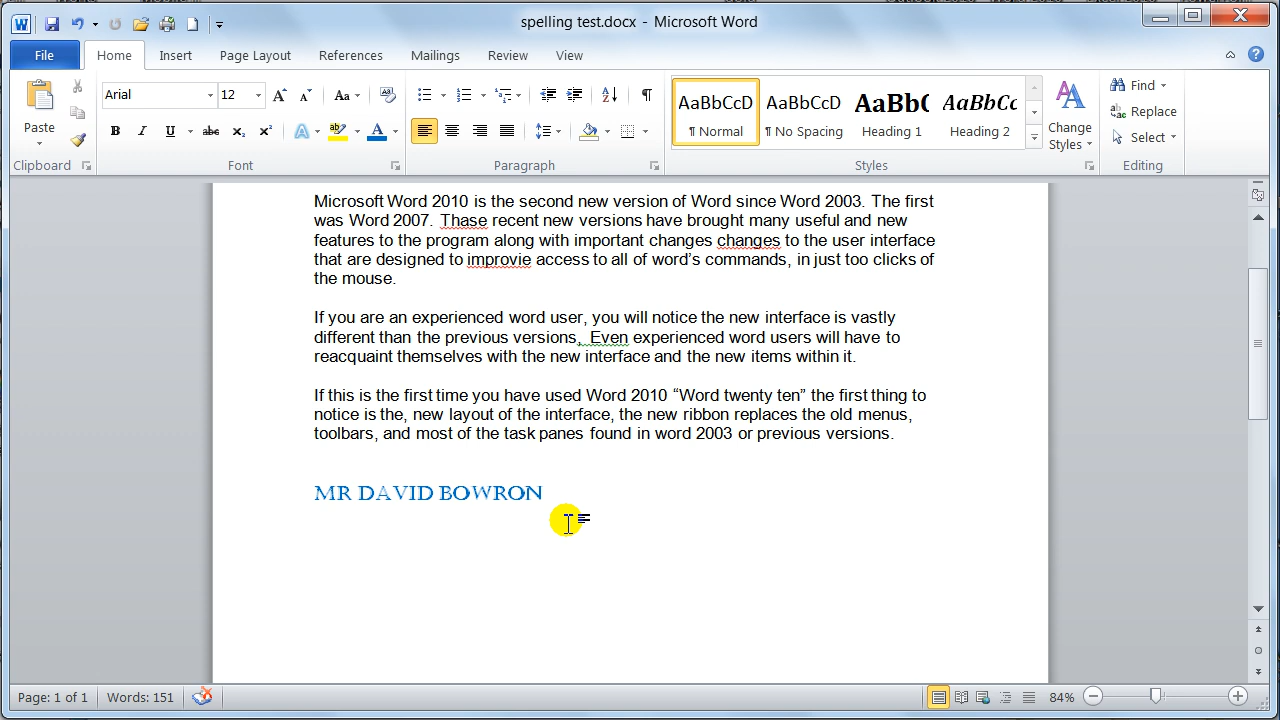 spelling test.docx - Microsoft Word
File Home Insert Page Layout References Mailings Review View
Paste
Clipboard
Arial 12 Aa
B I U abc x₂ x² A ab A
Font
Paragraph
AaBbCcD AaBbCcD AaBbC AaBbCc
¶ Normal ¶ No Spacing Heading 1 Heading 2
Change Styles
Styles
Find
Replace
Select
Editing
Microsoft Word 2010 is the second new version of Word since Word 2003. The first
was Word 2007. Thase recent new versions have brought many useful and new
features to the program along with important changes changes to the user interface
that are designed to improvie access to all of word’s commands, in just too clicks of
the mouse.
If you are an experienced word user, you will notice the new interface is vastly
different than the previous versions,. Even experienced word users will have to
reacquaint themselves with the new interface and the new items within it.
If this is the first time you have used Word 2010 “Word twenty ten” the first thing to
notice is the, new layout of the interface, the new ribbon replaces the old menus,
toolbars, and most of the task panes found in word 2003 or previous versions.
MR DAVID BOWRON
Page: 1 of 1 Words: 151 84%